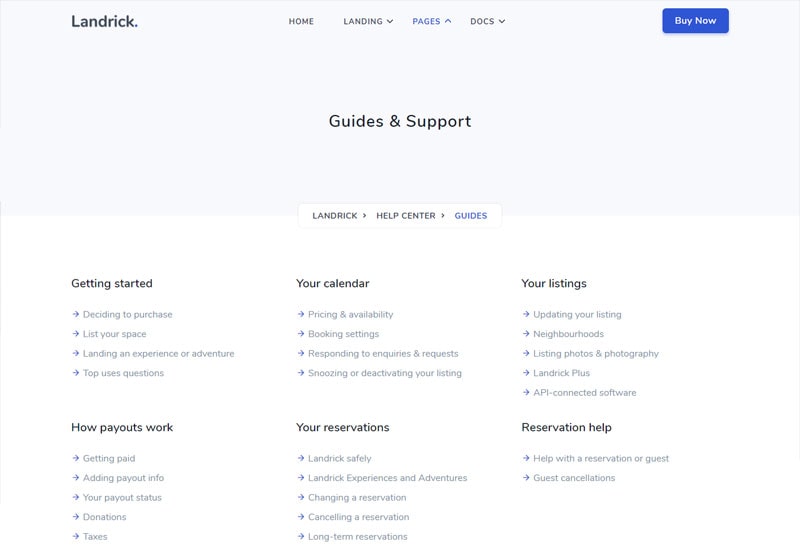 Landrick.
HOME
LANDING
PAGES
DOCS
Buy Now
Guides & Support
LANDRICK > HELP CENTER > GUIDES
Getting started
→ Deciding to purchase
→ List your space
→ Landing an experience or adventure
→ Top uses questions
Your calendar
→ Pricing & availability
→ Booking settings
→ Responding to enquiries & requests
→ Snoozing or deactivating your listing
Your listings
→ Updating your listing
→ Neighbourhoods
→ Listing photos & photography
→ Landrick Plus
→ API-connected software
How payouts work
→ Getting paid
→ Adding payout info
→ Your payout status
→ Donations
→ Taxes
Your reservations
→ Landrick safely
→ Landrick Experiences and Adventures
→ Changing a reservation
→ Cancelling a reservation
→ Long-term reservations
Reservation help
→ Help with a reservation or guest
→ Guest cancellations